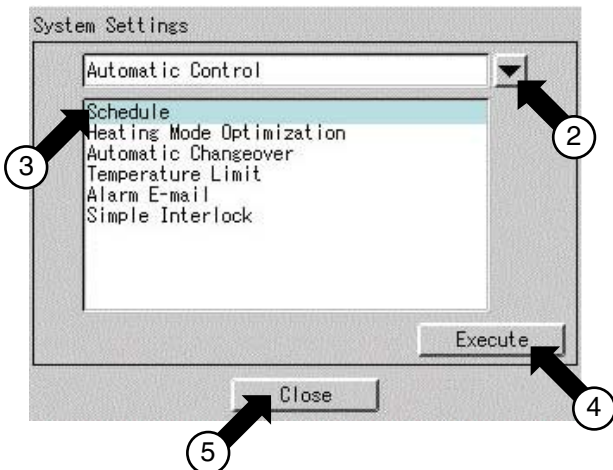 System Settings
Automatic Control
2
Schedule
3
Heating Mode Optimization
Automatic Changeover
Temperature Limit
Alarm E-mail
Simple Interlock
Execute
4
Close
5